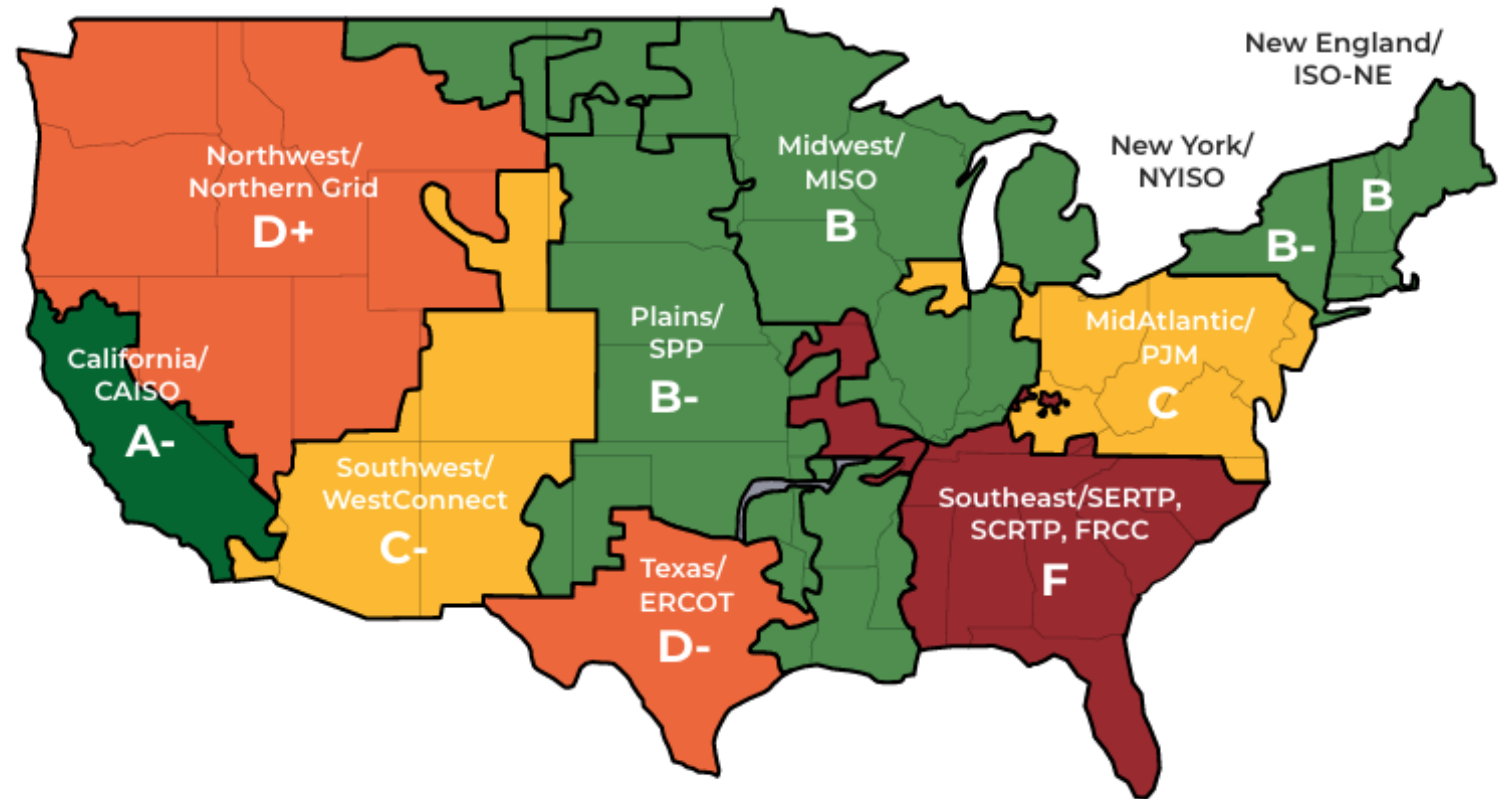 New England/
ISO-NE
B
New York/
NYISO
B-
Midwest/
MISO
B
Northwest/
Northern Grid
D+
Plains/
SPP
B-
MidAtlantic/
PJM
C
California/
CAISO
A-
Southwest/
WestConnect
C-
Southeast/SERTP,
SCRTP, FRCC
F
Texas/
ERCOT
D-